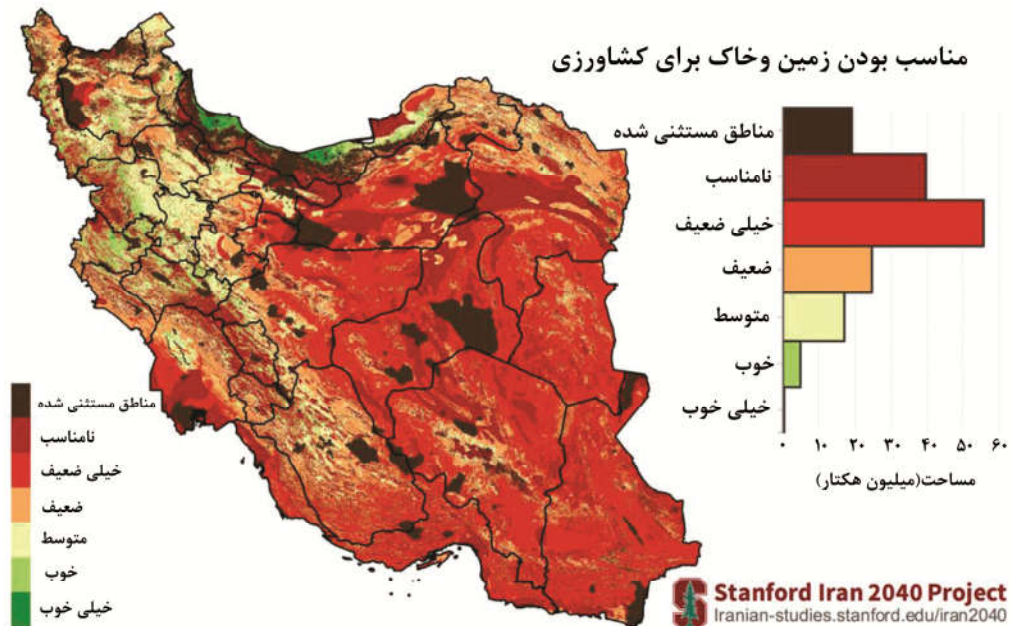 مناسب بودن زمین وخاک برای کشاورزی
مناطق مستثنی شده
نامناسب
خیلی ضعیف
ضعیف
متوسط
خوب
خیلی خوب
۰ ۱۰ ۲۰ ۳۰ ۴۰ ۵۰ ۶۰
مساحت(میلیون هکتار)
مناطق مستثنی شده
نامناسب
خیلی ضعیف
ضعیف
متوسط
خوب
خیلی خوب
Stanford Iran 2040 Project
Iranian-studies.stanford.edu/iran2040